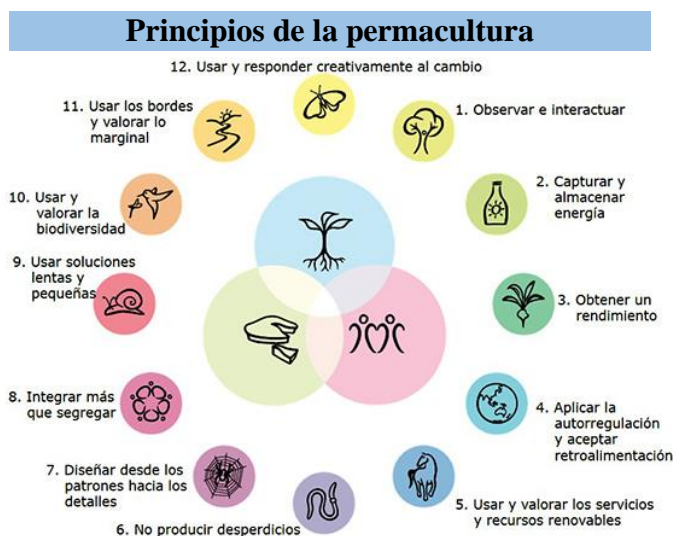 Principios de la permacultura
12. Usar y responder creativamente al cambio
1. Observar e interactuar
2. Capturar y
almacenar
energía
3. Obtener un
rendimiento
4. Aplicar la
autorregulación
y aceptar
retroalimentación
5. Usar y valorar los servicios
y recursos renovables
6. No producir desperdicios
7. Diseñar desde los
patrones hacia los
detalles
8. Integrar más
que segregar
9. Usar soluciones
lentas y
pequeñas
10. Usar y
valorar la
biodiversidad
11. Usar los bordes
y valorar lo
marginal